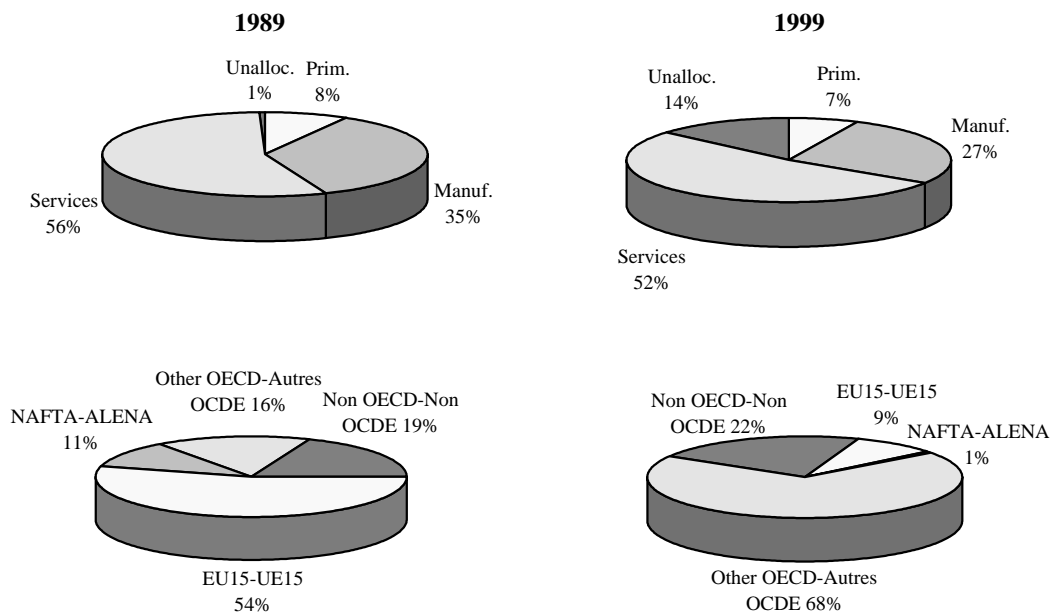 1989
Unalloc.
1%
Prim.
8%
Services
56%
Manuf.
35%
1999
Unalloc.
14%
Prim.
7%
Manuf.
27%
Services
52%
Other OECD-Autres
OCDE 16%
Non OECD-Non
OCDE 19%
NAFTA-ALENA
11%
EU15-UE15
54%
Non OECD-Non
OCDE 22%
EU15-UE15
9%
NAFTA-ALENA
1%
Other OECD-Autres
OCDE 68%